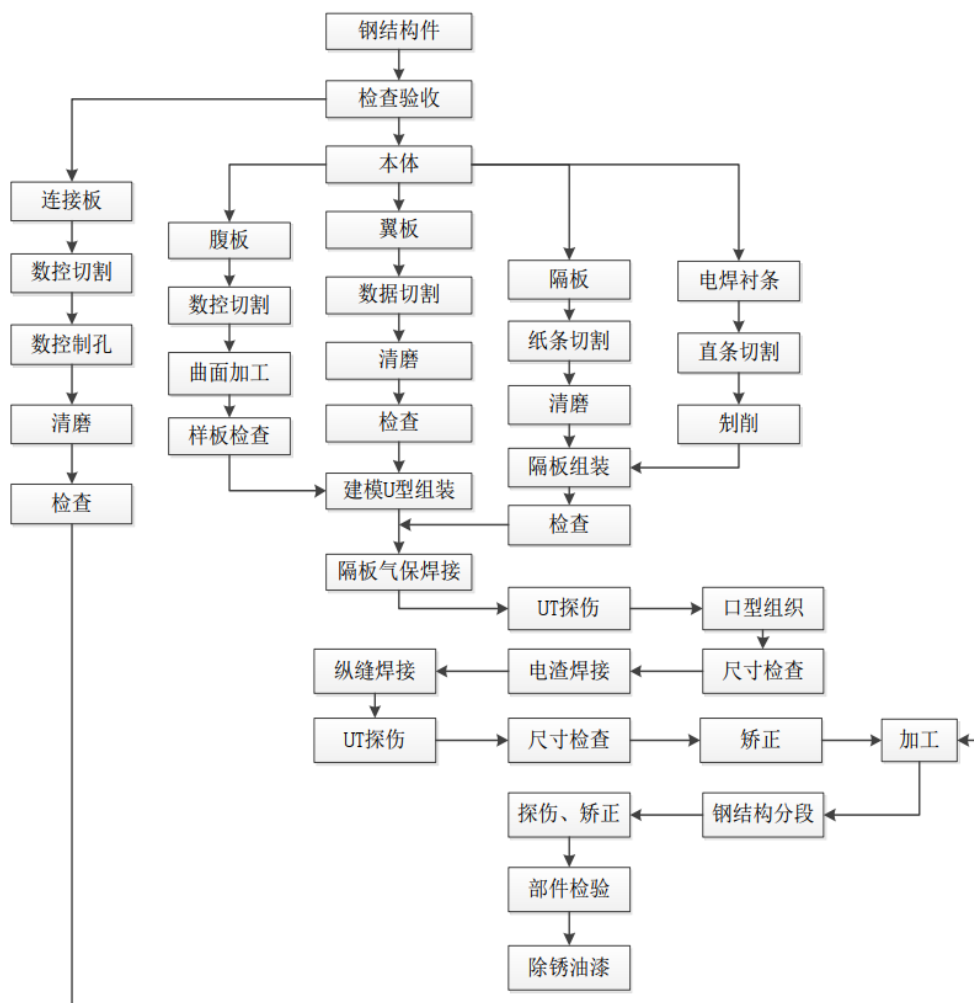 钢结构件
检查验收
本体
连接板
翼板
腹板
数控切割
隔板
电焊衬条
数控切割
数据切割
数控制孔
纸条切割
直条切割
曲面加工
清磨
清磨
清磨
检查
样板检查
隔板组装
检查
建模U型组装
检查
隔板气保焊接
UT探伤
口型组织
纵缝焊接
电渣焊接
尺寸检查
UT探伤
尺寸检查
矫正
加工
探伤、矫正
钢结构分段
部件检验
除锈油漆